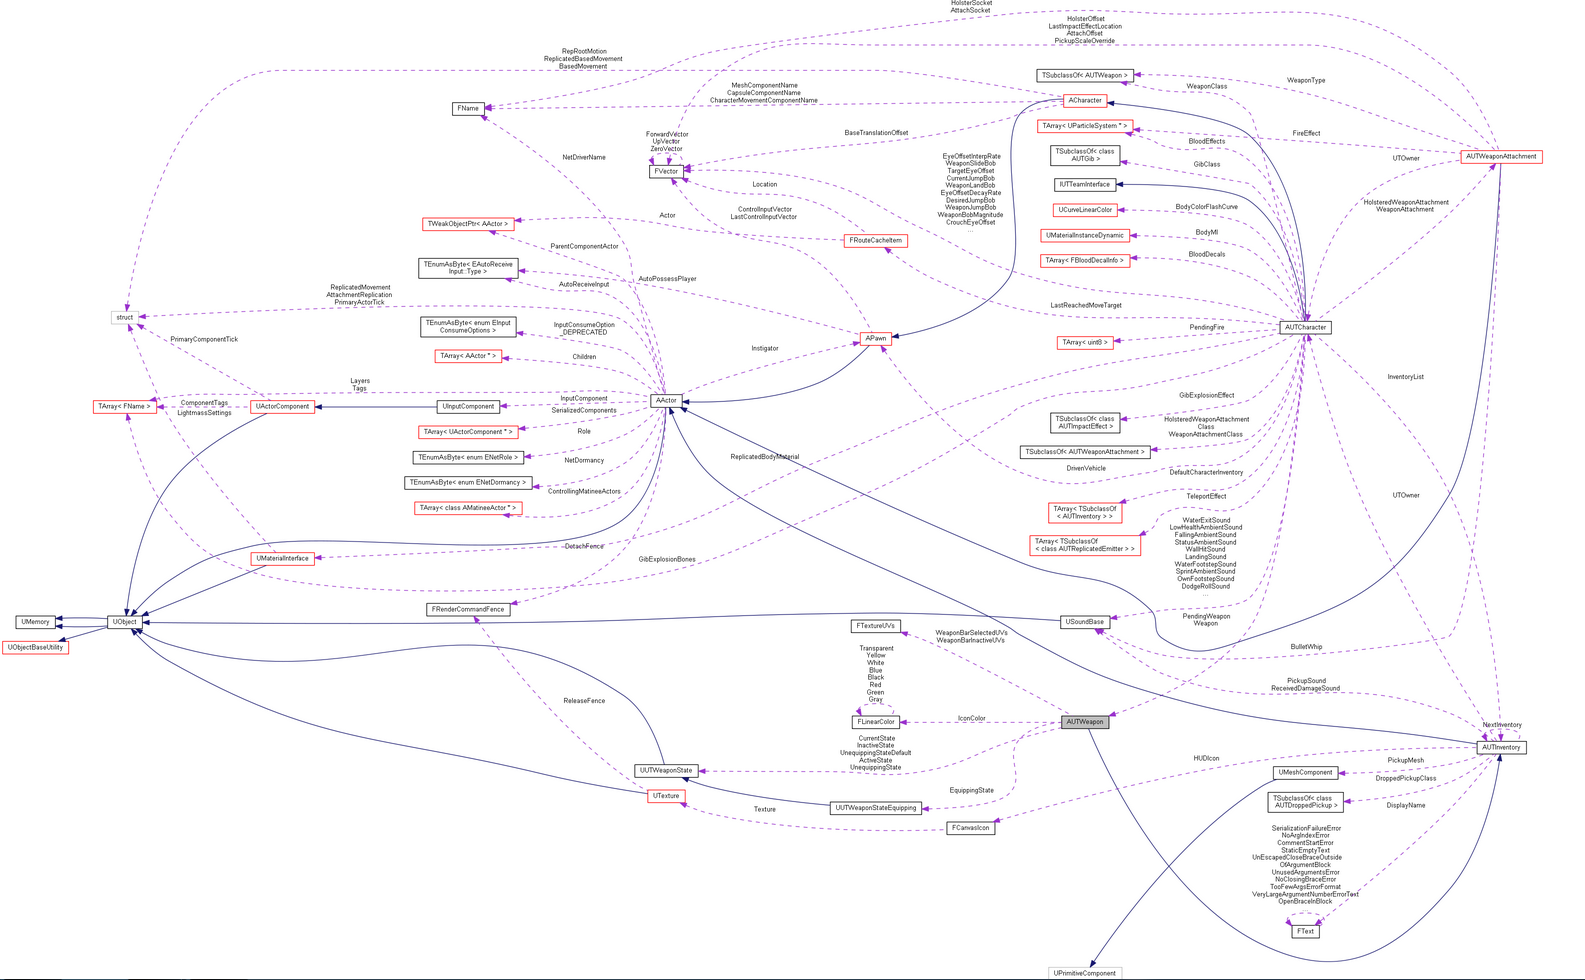 HolsterSocket
AttachSocket
HolsterOffset
LastImpactEffectLocation
AttachOffset
PickupScaleOverride
RepRootMotion
ReplicatedBasedMovement
BasedMovement
TSubclassOf< AUTWeapon >
WeaponType
WeaponClass
MeshComponentName
CapsuleComponentName
CharacterMovementComponentName
ACharacter
FName
TArray< UParticleSystem * >
FireEffect
BaseTranslationOffset
ForwardVector
UpVector
ZeroVector
BloodEffects
TSubclassOf< class
AUTGib >
GibClass
UTOwner
AUTWeaponAttachment
NetDriverName
FVector
EyeOffsetInterpRate
WeaponSlideBob
TargetEyeOffset
CurrentJumpBob
WeaponLandBob
EyeOffsetDecayRate
DesiredJumpBob
WeaponJumpBob
WeaponBobMagnitude
CrouchEyeOffset
...
Location
IUTTeamInterface
HolsteredWeaponAttachment
WeaponAttachment
UCurveLinearColor
BodyColorFlashCurve
ControlInputVector
LastControlInputVector
Actor
TWeakObjectPtr< AActor >
UMaterialInstanceDynamic
BodyMI
FRouteCacheItem
ParentComponentActor
TArray< FBloodDecalInfo >
BloodDecals
TEnumAsByte< EAutoReceive
Input::Type >
AutoPossessPlayer
AutoReceiveInput
ReplicatedMovement
AttachmentReplication
PrimaryActorTick
LastReachedMoveTarget
struct
TEnumAsByte< enum EInput
ConsumeOptions >
InputConsumeOption
_DEPRECATED
AUTCharacter
PendingFire
PrimaryComponentTick
Instigator
APawn
TArray< uint8 >
TArray< AActor * >
Children
InventoryList
Layers
Tags
GibExplosionEffect
TArray< FName >
ComponentTags
LightmassSettings
UActorComponent
UInputComponent
InputComponent
AActor
SerializedComponents
TSubclassOf< class
AUTImpactEffect >
HolsteredWeaponAttachment
Class
WeaponAttachmentClass
TArray< UActorComponent * >
Role
TSubclassOf< AUTWeaponAttachment >
TEnumAsByte< enum ENetRole >
NetDormancy
ReplicatedBodyMaterial
DrivenVehicle
DefaultCharacterInventory
TEnumAsByte< enum ENetDormancy >
ControllingMatineeActors
TeleportEffect
UTOwner
TArray< class AMatineeActor * >
TArray< TSubclassOf
< AUTInventory > >
WaterExitSound
LowHealthAmbientSound
FallingAmbientSound
StatusAmbientSound
WallHitSound
LandingSound
WaterFootstepSound
SprintAmbientSound
OwnFootstepSound
DodgeRollSound
...
TArray< TSubclassOf
< class AUTReplicatedEmitter > >
DetachFence
UMaterialInterface
GibExplosionBones
FRenderCommandFence
UMemory
UObject
FTextureUVs
USoundBase
PendingWeapon
Weapon
WeaponBarSelectedUVs
WeaponBarInactiveUVs
UObjectBaseUtility
BulletWhip
Transparent
Yellow
White
Blue
Black
Red
Green
Gray
PickupSound
ReceivedDamageSound
ReleaseFence
FLinearColor
IconColor
AUTWeapon
NextInventory
CurrentState
InactiveState
UnequippingStateDefault
ActiveState
UnequippingState
AUTInventory
HUDIcon
PickupMesh
UUTWeaponState
UMeshComponent
DroppedPickupClass
EquippingState
UTexture
TSubclassOf< class
AUTDroppedPickup >
DisplayName
Texture
UUTWeaponStateEquipping
FCanvasIcon
SerializationFailureError
NoArgIndexError
CommentStartError
StaticEmptyText
UnEscapedCloseBraceOutside
OfArgumentBlock
UnusedArgumentsError
NoClosingBraceError
TooFewArgsErrorFormat
VeryLargeArgumentNumberErrorText
OpenBraceInBlock
...
FText
UPrimitiveComponent